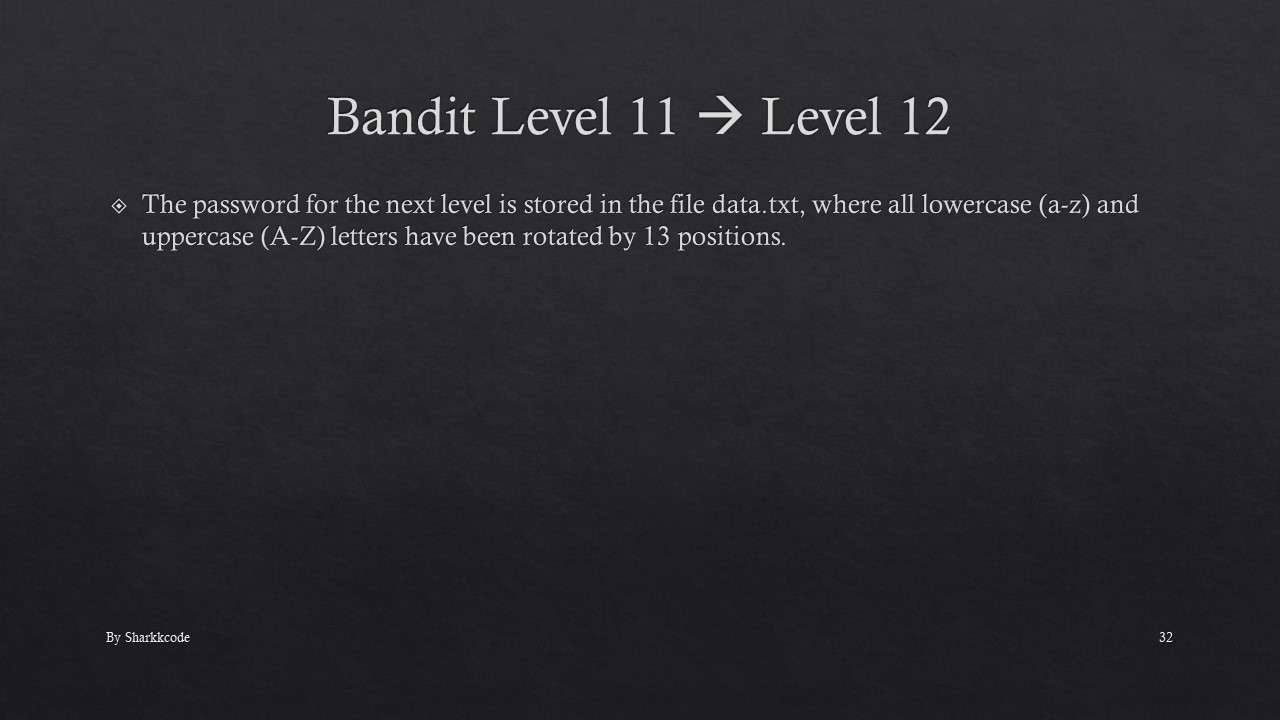 Bandit Level 11 → Level 12
The password for the next level is stored in the file data.txt, where all lowercase (a-z) and
uppercase (A-Z) letters have been rotated by 13 positions.
By Sharkkcode
32